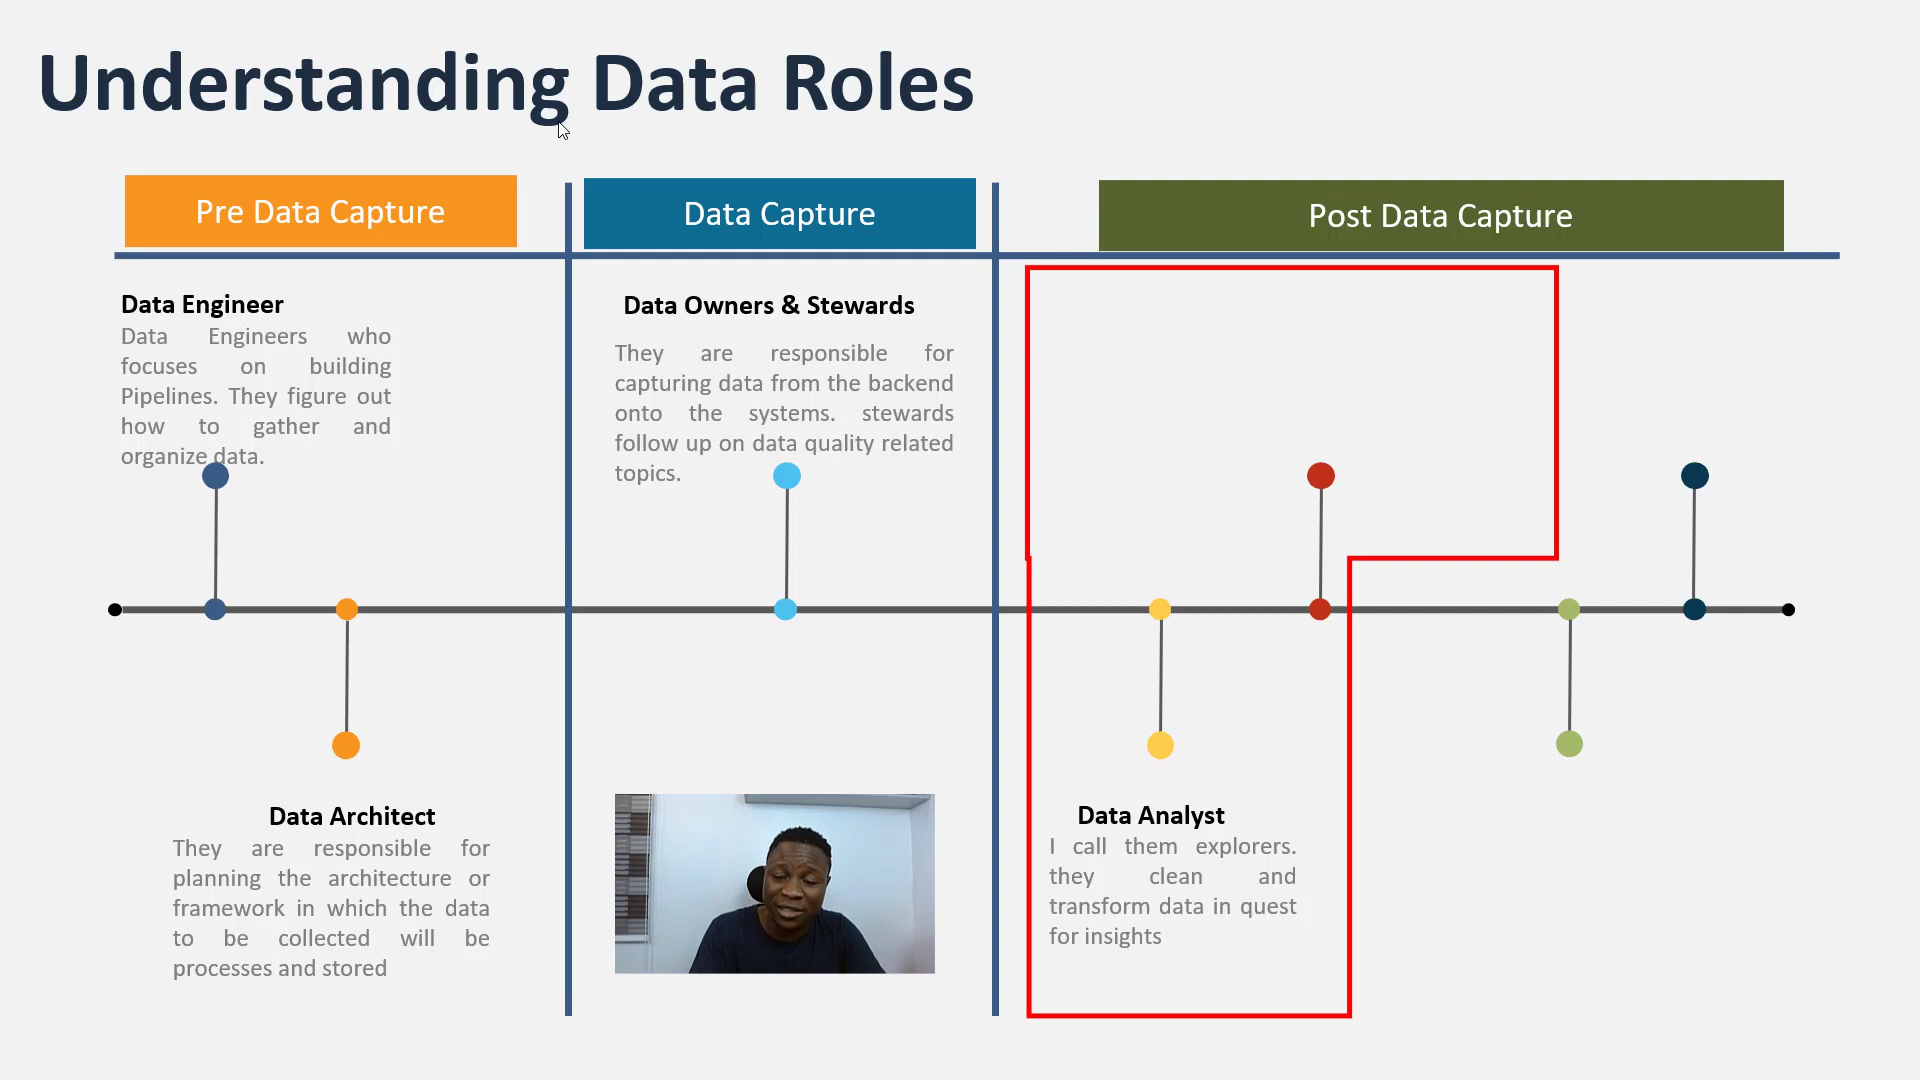 Understanding Data Roles
Pre Data Capture
Data Capture
Post Data Capture
Data Engineer
Data Engineers who
focuses on building
Pipelines. They figure out
how to gather and
organize data.
Data Owners & Stewards
They are responsible for
capturing data from the backend
onto the systems. stewards
follow up on data quality related
topics.
Data Architect
They are responsible for
planning the architecture or
framework in which the data
to be collected will be
processes and stored
Data Analyst
I call them explorers.
they clean and
transform data in quest
for insights